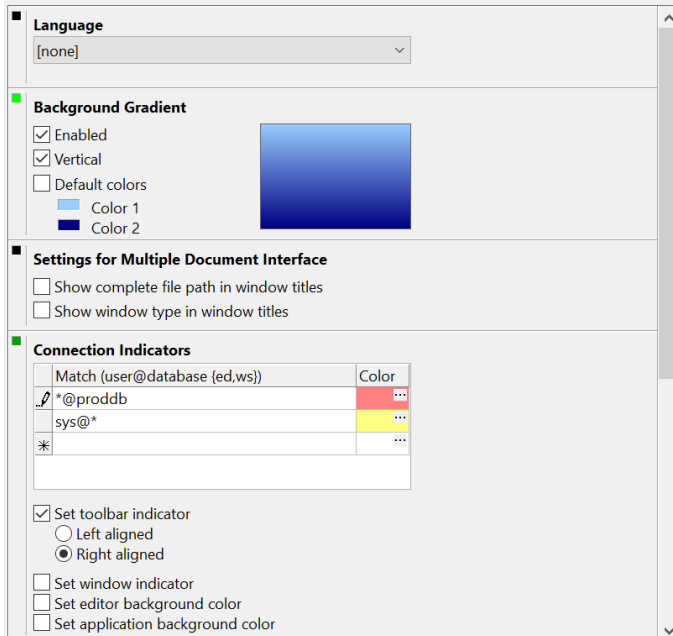 Language
[none]
Background Gradient
Enabled
Vertical
Default colors
Color 1
Color 2
Settings for Multiple Document Interface
Show complete file path in window titles
Show window type in window titles
Connection Indicators
Match (user@database {ed,ws}) Color
*@proddb ...
sys@* ...
...
Set toolbar indicator
Left aligned
Right aligned
Set window indicator
Set editor background color
Set application background color